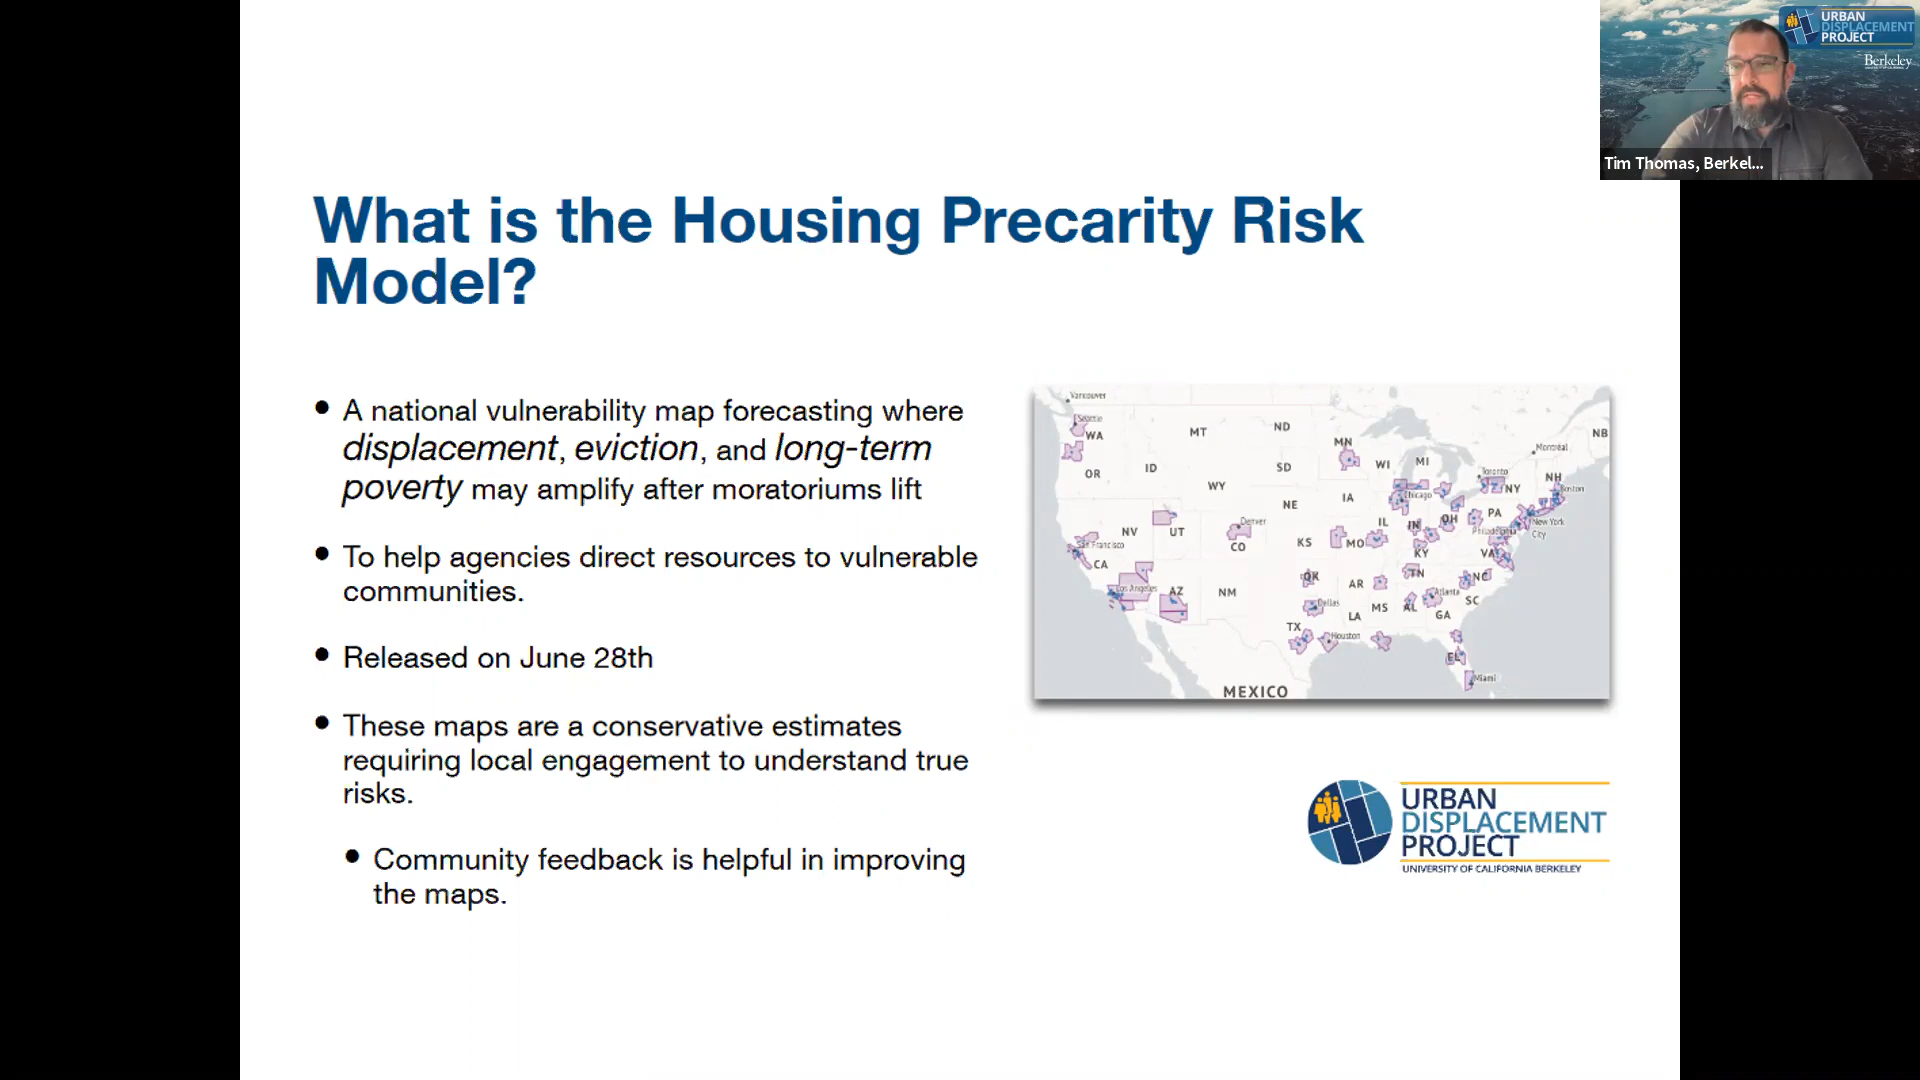 URBAN
DISPLACEMENT
PROJECT
Berkeley
Tim Thomas, Berkel...
What is the Housing Precarity Risk
Model?
• A national vulnerability map forecasting where
displacement, eviction, and long-term
poverty may amplify after moratoriums lift
• To help agencies direct resources to vulnerable
communities.
• Released on June 28th
• These maps are a conservative estimates
requiring local engagement to understand true
risks.
• Community feedback is helpful in improving
the maps.
Vancouver
Seattle
WA
MT
ND
MN
NB
Montréal
OR
ID
SD
WI
MI
Toronto
NH
WY
NY
Boston
NE
IA
Chicago
NV
UT
Denver
IL
IN
OH
PA
New York
City
Philadelphia
San Francisco
CO
KS
MO
KY
VA
CA
OK
AR
TN
NC
Los Angeles
AZ
NM
Dallas
MS
AL
Atlanta
SC
LA
GA
TX
Houston
FL
Miami
MEXICO
URBAN
DISPLACEMENT
PROJECT
UNIVERSITY OF CALIFORNIA BERKELEY